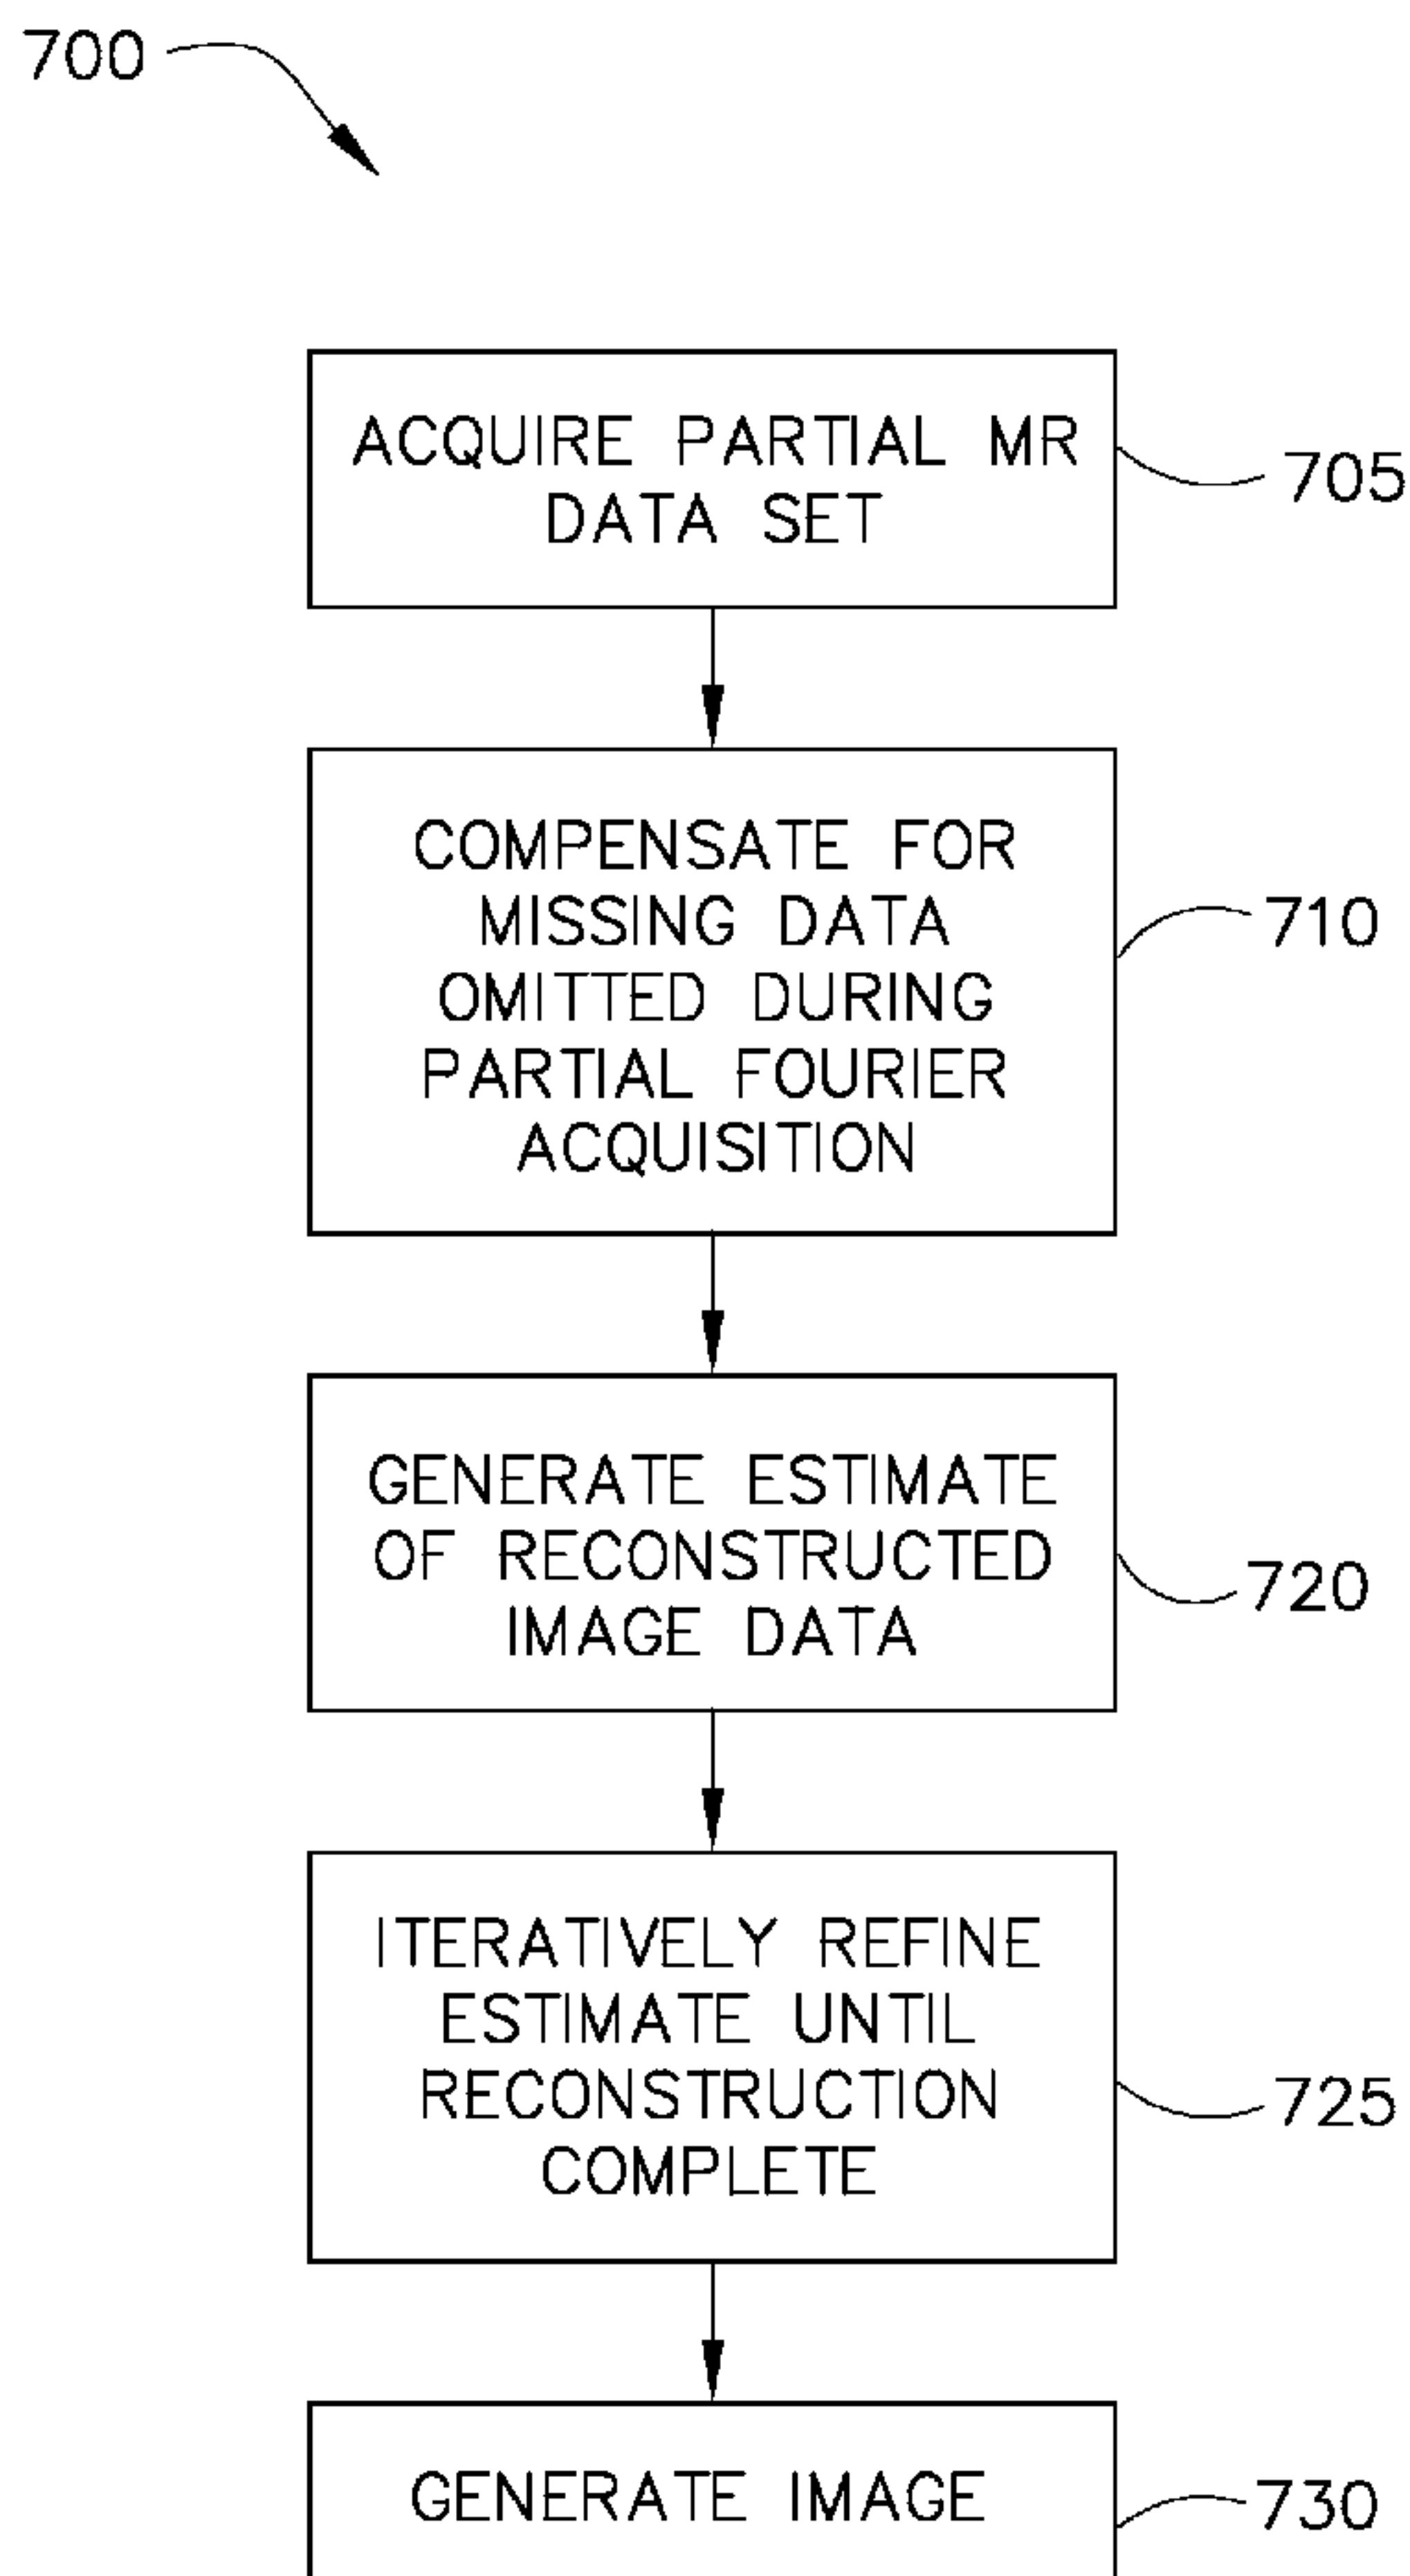 700
ACQUIRE PARTIAL MR
DATA SET
705
COMPENSATE FOR
MISSING DATA
OMITTED DURING
PARTIAL FOURIER
ACQUISITION
710
GENERATE ESTIMATE
OF RECONSTRUCTED
IMAGE DATA
720
ITERATIVELY REFINE
ESTIMATE UNTIL
RECONSTRUCTION
COMPLETE
725
GENERATE IMAGE
730